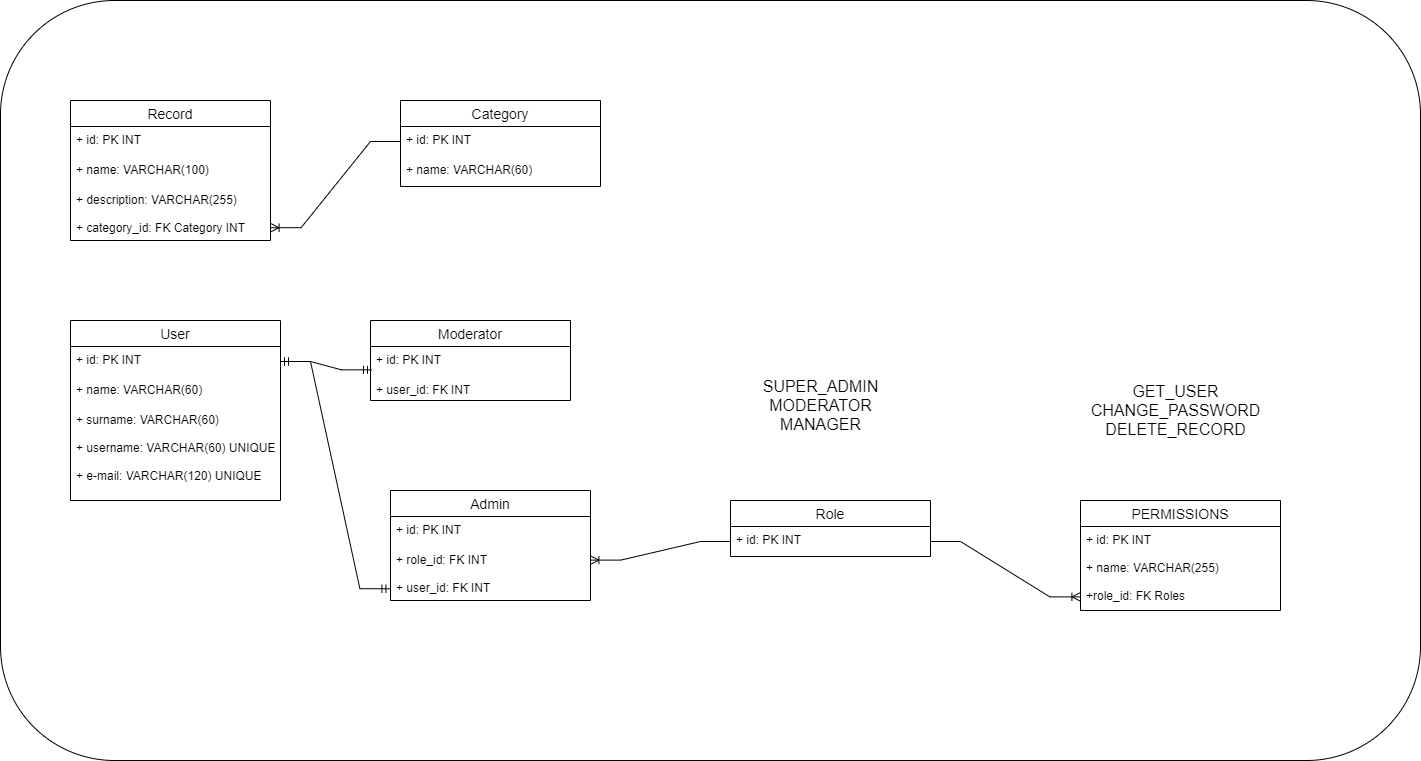 Record
+ id: PK INT
+ name: VARCHAR(100)
+ description: VARCHAR(255)
+ category_id: FK Category INT
Category
+ id: PK INT
+ name: VARCHAR(60)
User
+ id: PK INT
+ name: VARCHAR(60)
+ surname: VARCHAR(60)
+ username: VARCHAR(60) UNIQUE
+ e-mail: VARCHAR(120) UNIQUE
Moderator
+ id: PK INT
+ user_id: FK INT
Admin
+ id: PK INT
+ role_id: FK INT
+ user_id: FK INT
SUPER_ADMIN
MODERATOR
MANAGER
Role
+ id: PK INT
GET_USER
CHANGE_PASSWORD
DELETE_RECORD
PERMISSIONS
+ id: PK INT
+ name: VARCHAR(255)
+role_id: FK Roles